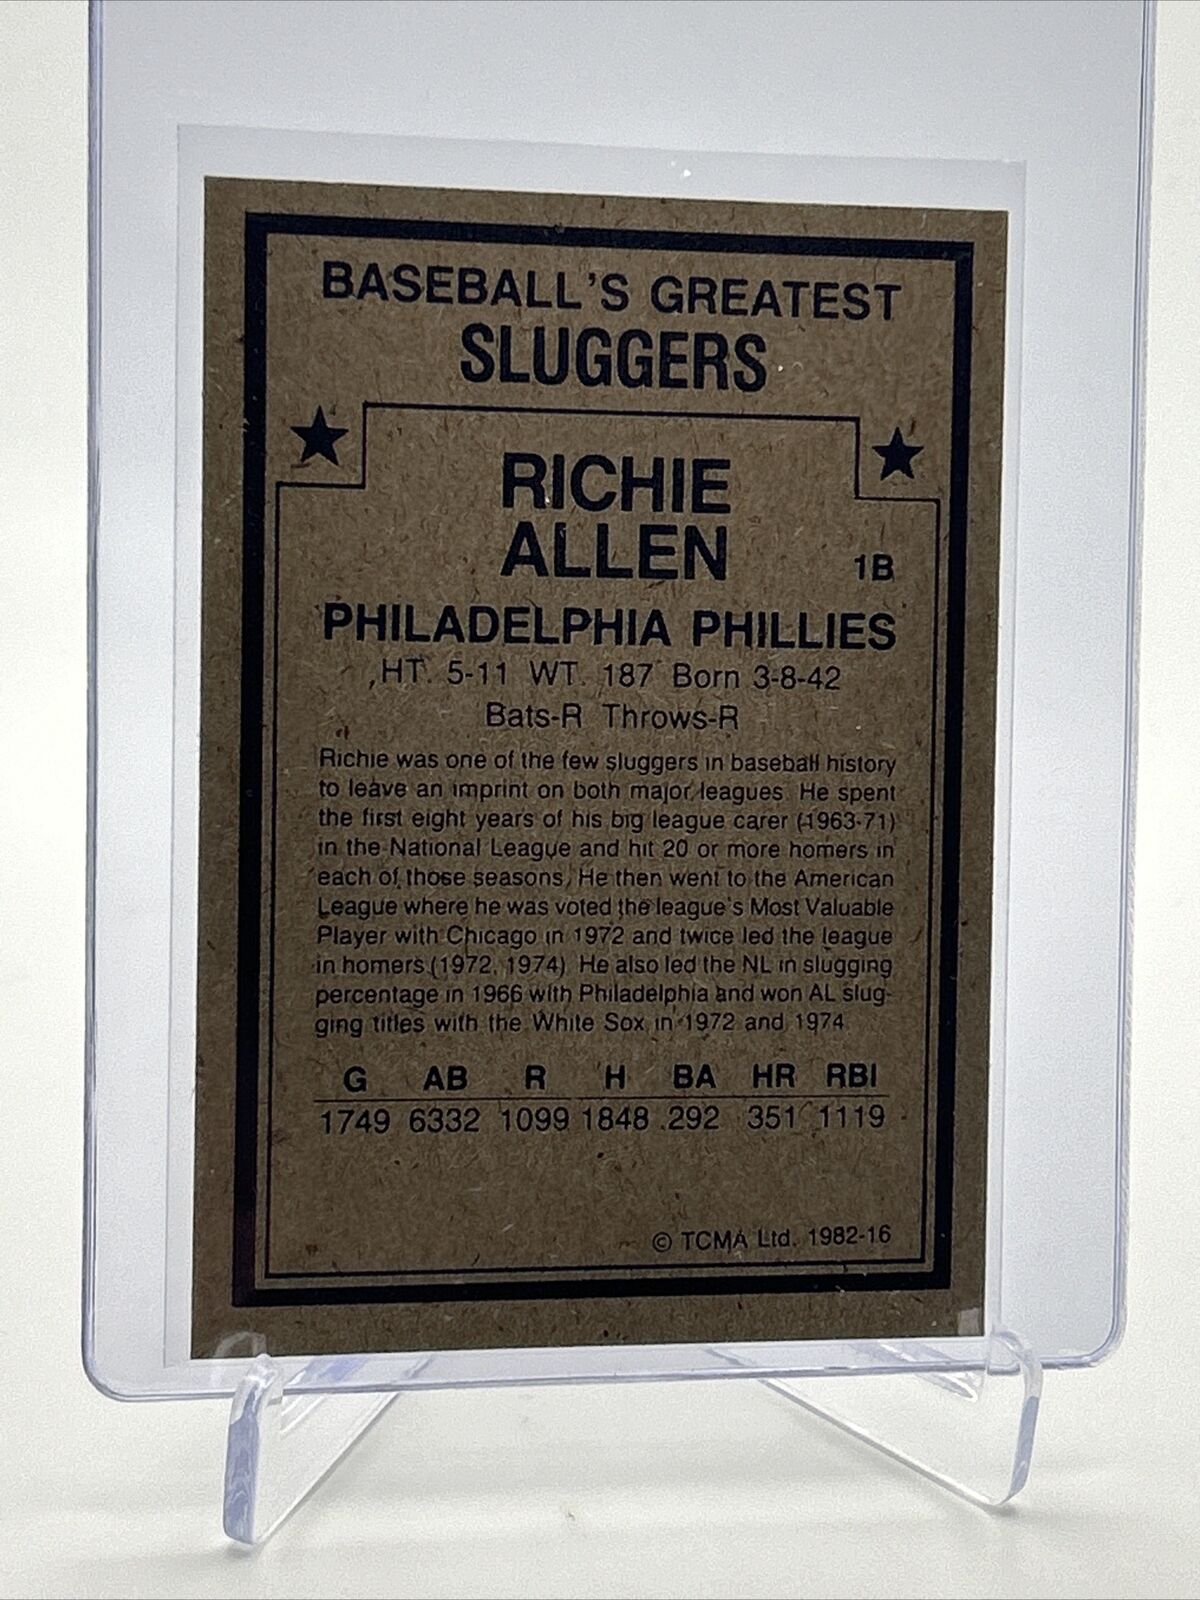 BASEBALL'S GREATEST
SLUGGERS
RICHIE
ALLEN
1B
PHILADELPHIA PHILLIES
HT. 5-11 WT. 187 Born 3-8-42
Bats-R Throws-R
Richie was one of the few sluggers in baseball history
to leave an imprint on both major leagues. He spent
the first eight years of his big league carer (1963-71)
in the National League and hit 20 or more homers in
each of those seasons. He then went to the American
League where he was voted the league's Most Valuable
Player with Chicago in 1972 and twice led the league
in homers (1972, 1974). He also led the NL in slugging
percentage in 1966 with Philadelphia and won AL slug-
ging titles with the White Sox in 1972 and 1974
G AB R H BA HR RBI
1749 6332 1099 1848 .292 351 1119
© TCMA Ltd. 1982-16